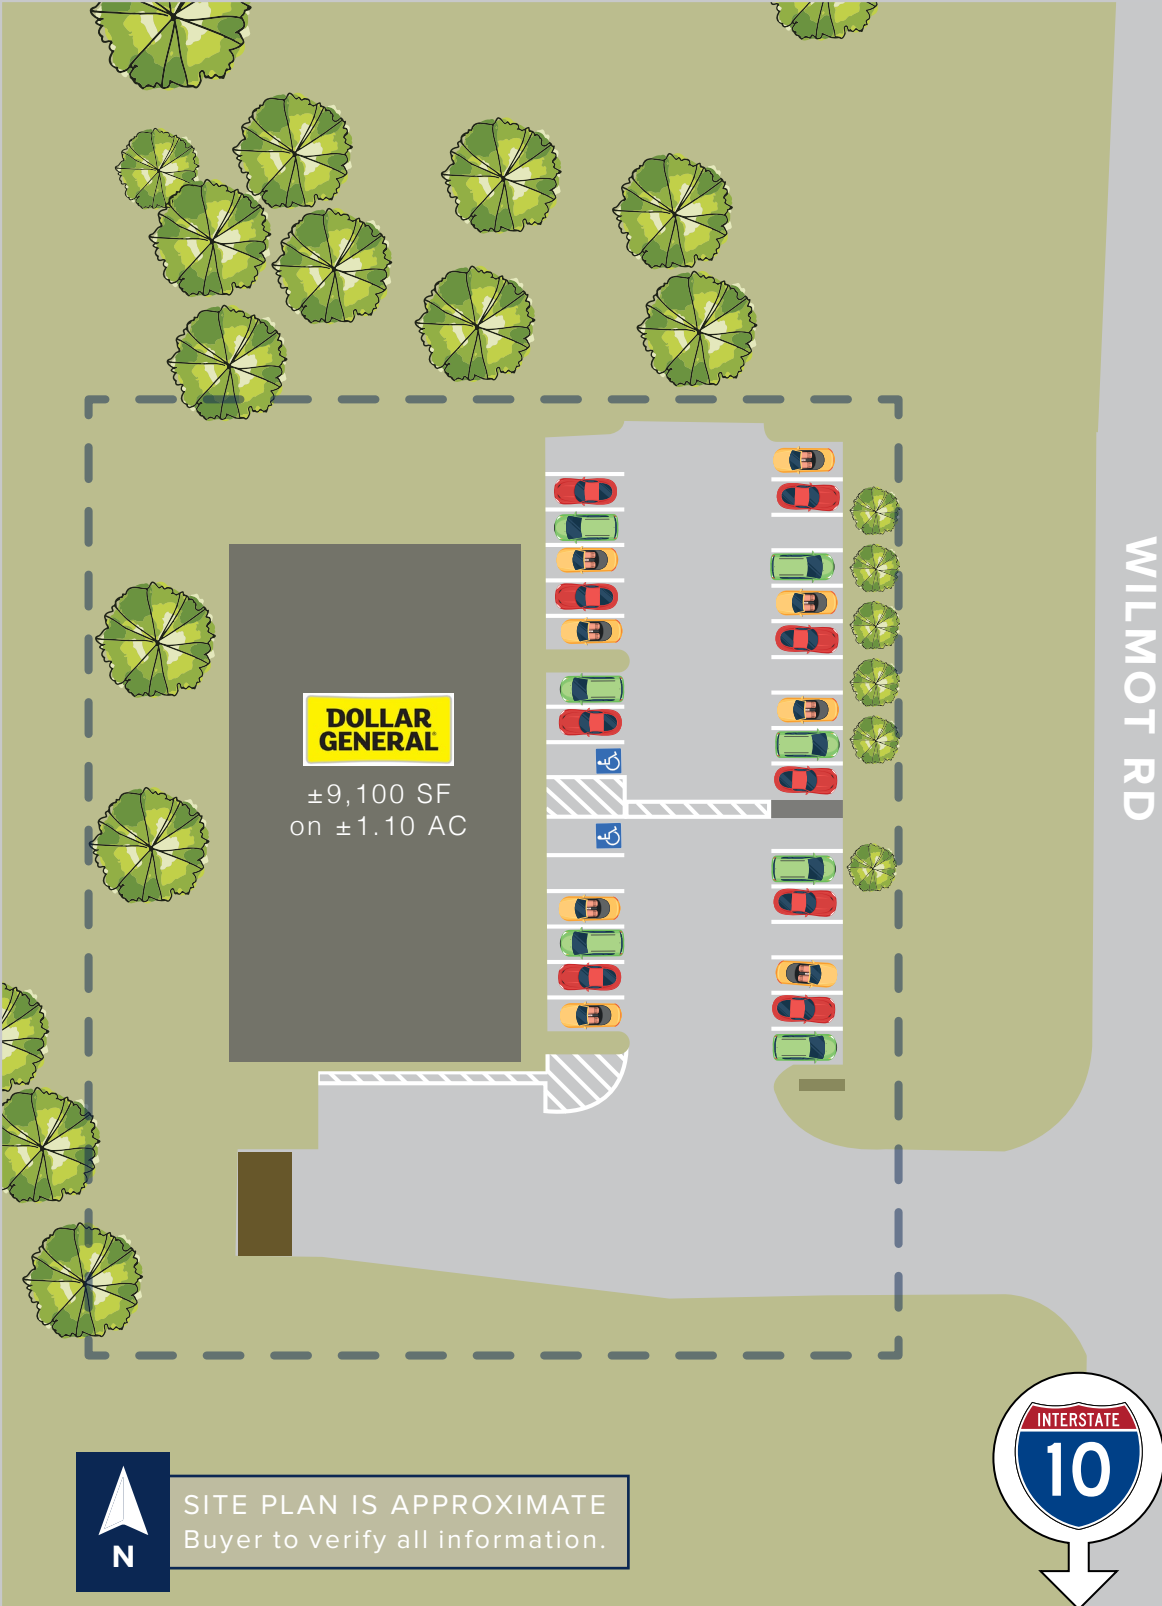 WILMOT RD
DOLLAR
GENERAL
±9,100 SF
on ±1.10 AC
INTERSTATE
10
SITE PLAN IS APPROXIMATE
Buyer to verify all information.
N